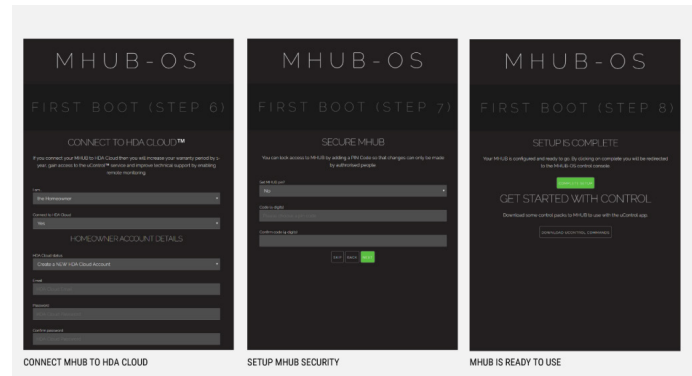 MHUB-OS
FIRST BOOT (STEP 6)
CONNECT TO HDA CLOUD™
If you connect your MHUB to HDA Cloud then you will increase your warranty period by a
year, gain access to the uControl™ service and improve technical support by enabling
remote monitoring.
the Homeowner
Connect to HDA Cloud
Yes
HOMEOWNER ACCOUNT DETAILS
HDA Cloud status
Create a NEW HDA Cloud Account
Email
Password
Confirm password
CONNECT MHUB TO HDA CLOUD
MHUB-OS
FIRST BOOT (STEP 7)
SECURE MHUB
You can lock access to MHUB by adding a PIN Code so that changes can only be made
by authorised people
Set MHUB pin?
No
Code (4 digits)
Confirm code (4 digits)
BACK
NEXT
SETUP MHUB SECURITY
MHUB-OS
FIRST BOOT (STEP 8)
SETUP IS COMPLETE
Your MHUB is configured and ready to go. By clicking on complete you will be redirected
to the MHUB-OS control console.
COMPLETE SETUP
GET STARTED WITH CONTROL
Download some control packs to MHUB to use with the uControl app.
DOWNLOAD UCONTROL COMMANDS
MHUB IS READY TO USE